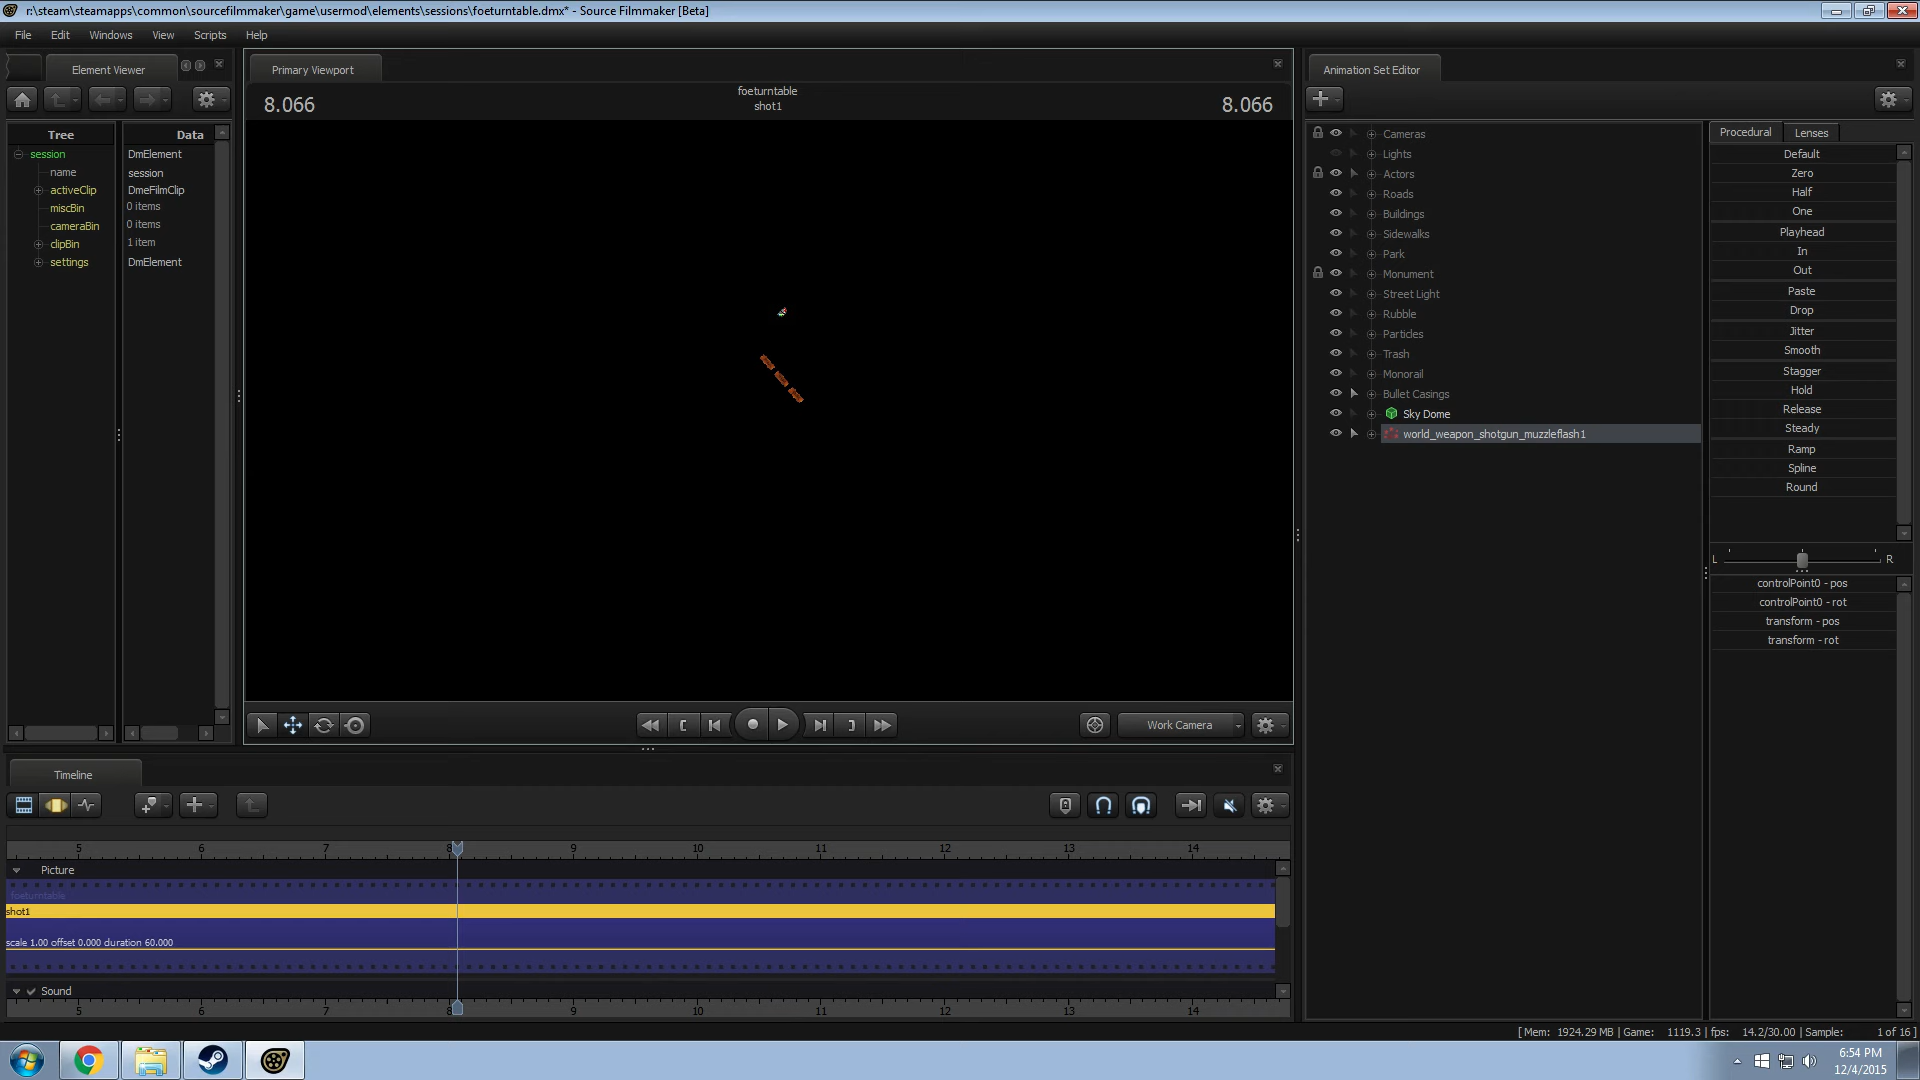 r:\steam\steamapps\common\sourcefilmmaker\game\usermod\elements\sessions\foeturntable.dmx* - Source Filmmaker [Beta]
File Edit Windows View Scripts Help
Element Viewer
Tree Data
session DmElement
name session
activeClip DmeFilmClip
miscBin 0 items
cameraBin 0 items
clipBin 1 item
settings DmElement
Primary Viewport
8.066 foeturntable 8.066
shot1
Work Camera
Animation Set Editor
Cameras
Lights
Actors
Roads
Buildings
Sidewalks
Park
Monument
Street Light
Rubble
Particles
Trash
Monorail
Bullet Casings
Sky Dome
world_weapon_shotgun_muzzleflash1
Procedural Lenses
Default
Zero
Half
One
Playhead
In
Out
Paste
Drop
Jitter
Smooth
Stagger
Hold
Release
Steady
Ramp
Spline
Round
L R
controlPoint0 - pos
controlPoint0 - rot
transform - pos
transform - rot
Timeline
5 6 7 8 9 10 11 12 13 14
Picture
foeturntable
shot1
scale 1.00 offset 0.000 duration 60.000
Sound
5 6 7 8 9 10 11 12 13 14
[ Mem: 1924.29 MB | Game: 1119.3 | fps: 14.2/30.00 | Sample: 1 of 16 ]
6:54 PM
12/4/2015